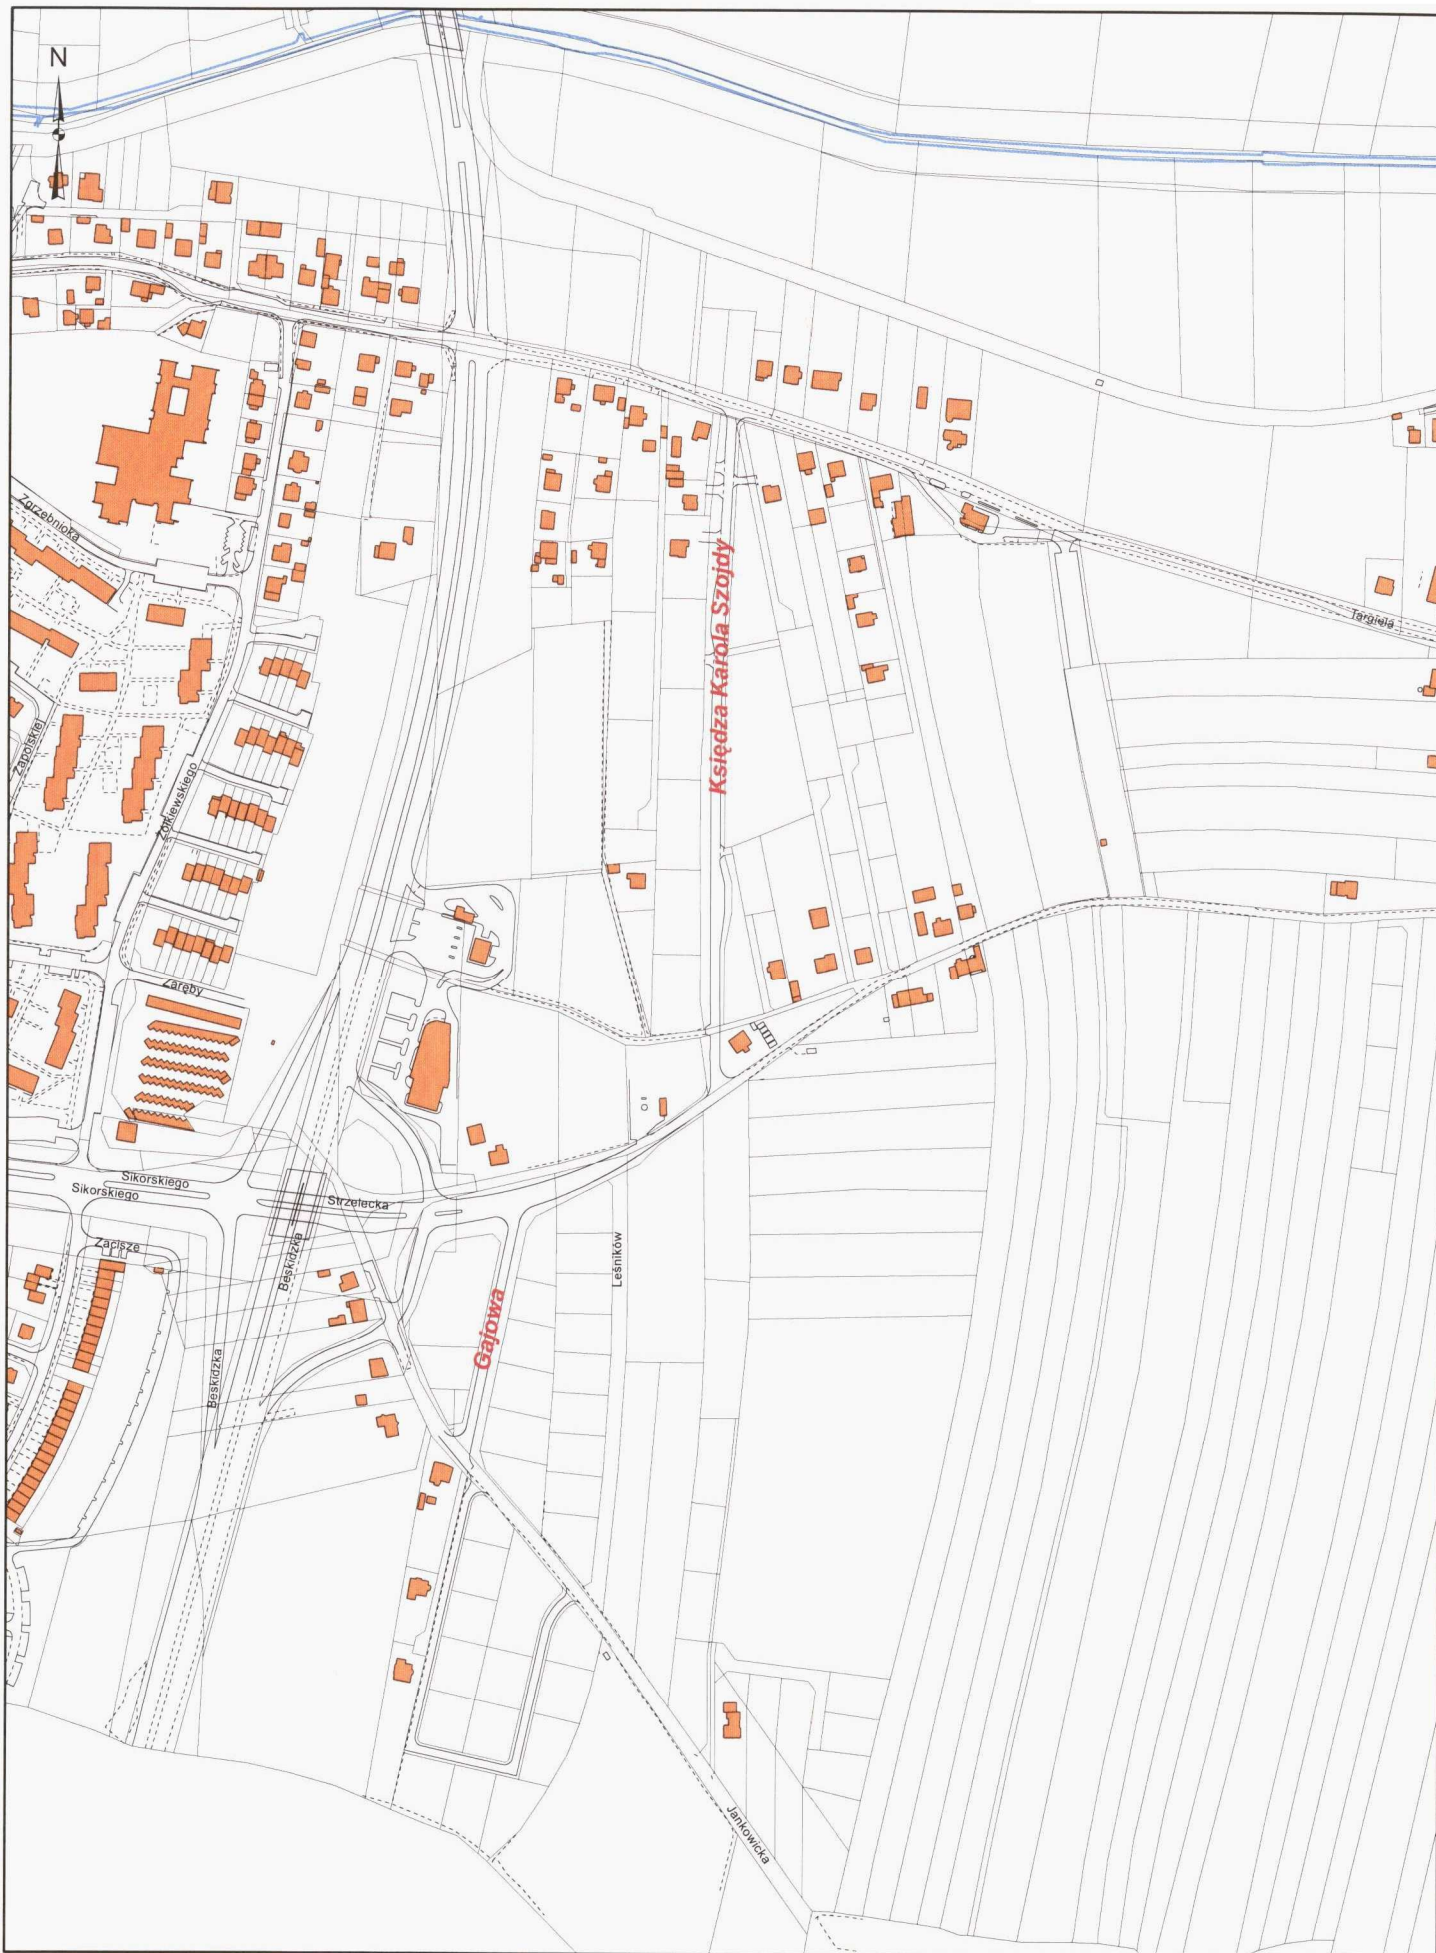 N
Zgrzebnioka
Księdza Karola Szojdy
Targiela
Zapolskiej
Żółkiewskiego
Zaręby
Sikorskiego
Sikorskiego
Strzelecka
Zacisze
Beskidzka
Leśników
Gajowa
Beskidzka
Jankowicka